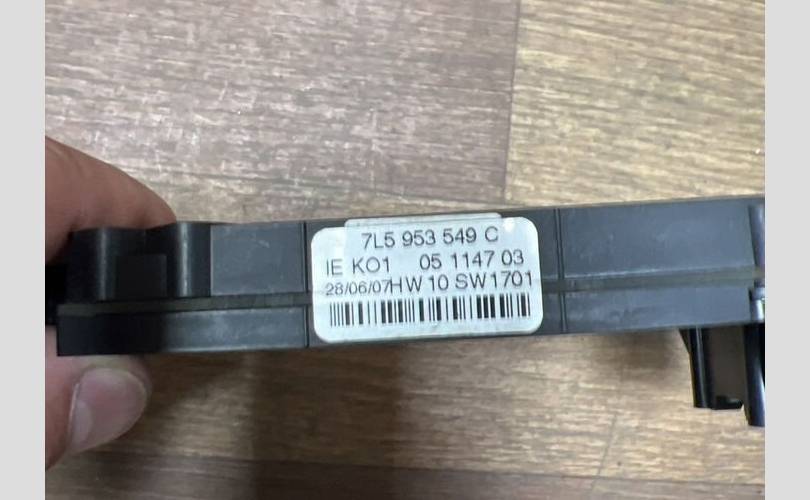 7L5 953 549 C
IE KO1 05 1147 03
28/06/07HW 10 SW1701